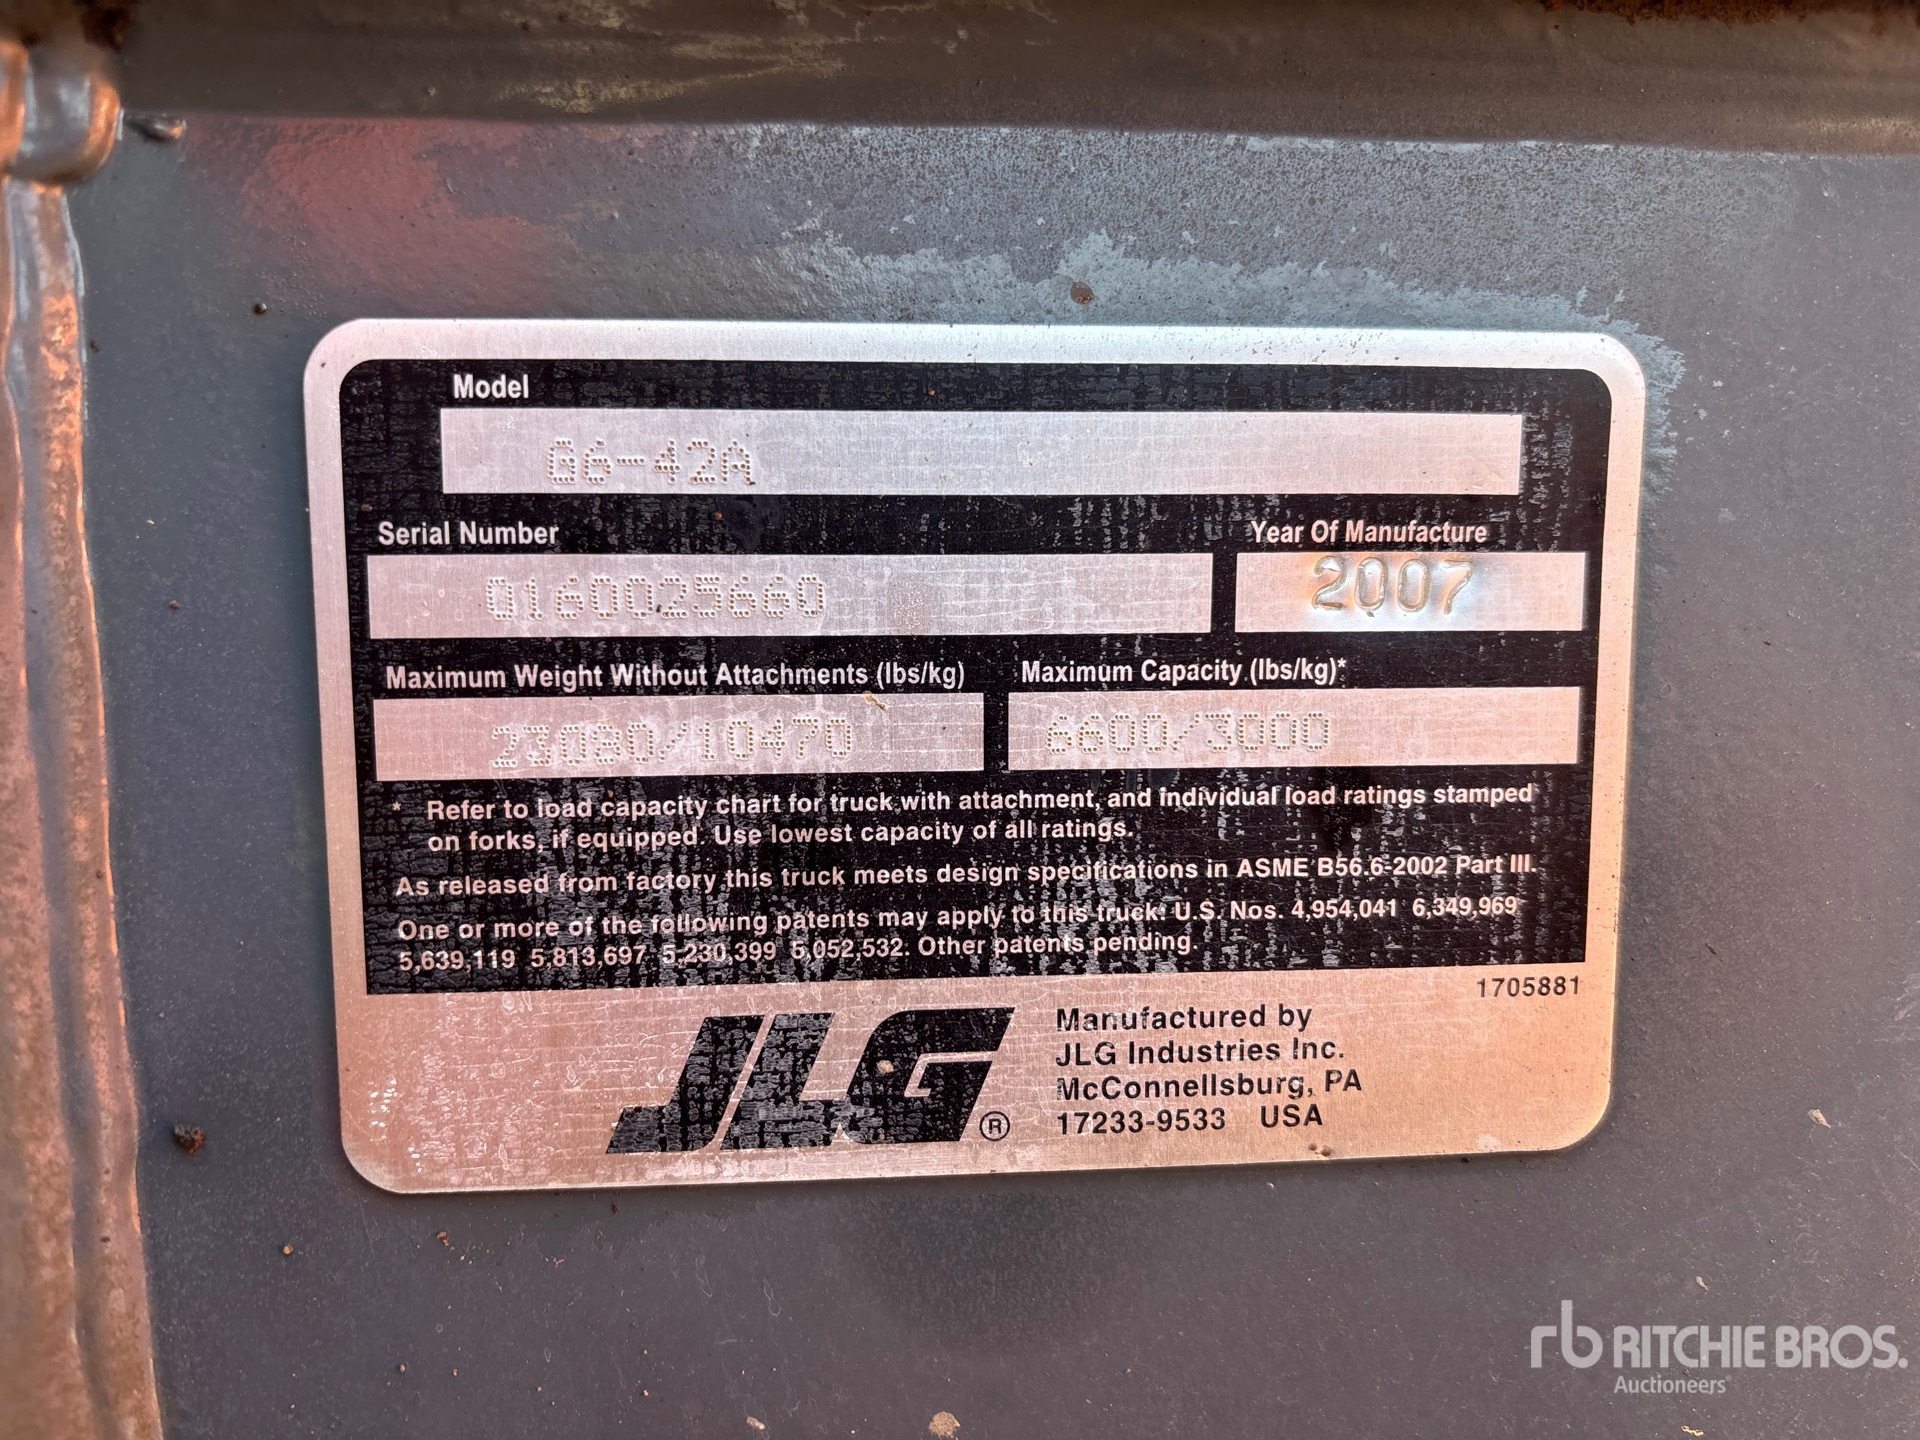 Model
G6-42A
Serial Number
Year Of Manufacture
0160025660
2007
Maximum Weight Without Attachments (lbs/kg)
Maximum Capacity (lbs/kg)*
23080/10470
6600/3000
* Refer to load capacity chart for truck with attachment, and individual load ratings stamped
on forks, if equipped. Use lowest capacity of all ratings.
As released from factory this truck meets design specifications in ASME B56.6-2002 Part III.
One or more of the following patents may apply to this truck: U.S. Nos. 4,954,041 6,349,969
5,639,119 5,813,697 5,230,399 5,052,532. Other patents pending.
1705881
JLG®
Manufactured by
JLG Industries Inc.
McConnellsburg, PA
17233-9533 USA
rb RITCHIE BROS.
Auctioneers